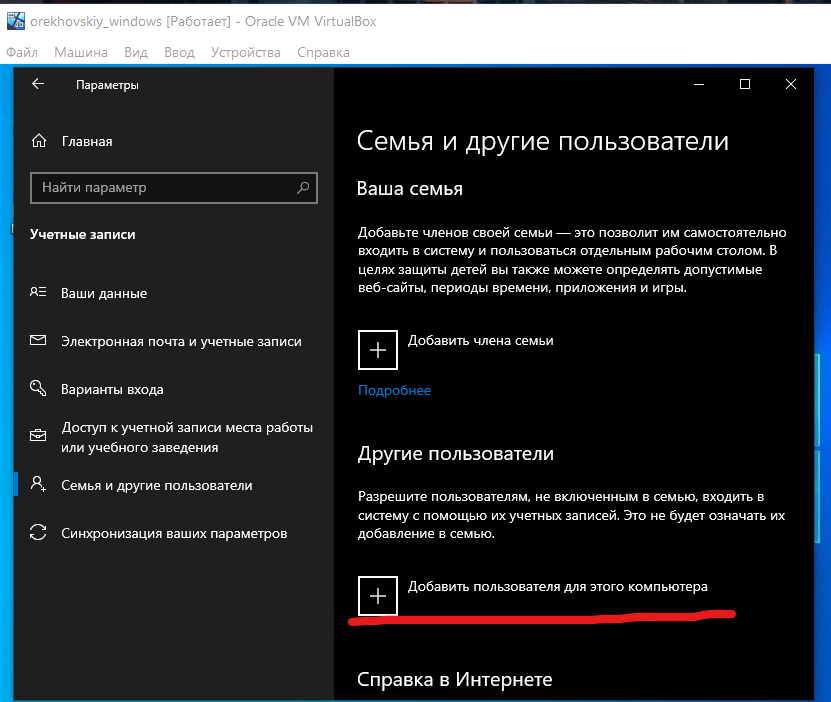 orekhovskiy_windows [Работает] - Oracle VM VirtualBox
Файл Машина Вид Ввод Устройства Справка
Параметры
Главная
Найти параметр
Учетные записи
Ваши данные
Электронная почта и учетные записи
Варианты входа
Доступ к учетной записи места работы
или учебного заведения
Семья и другие пользователи
Синхронизация ваших параметров
Семья и другие пользователи
Ваша семья
Добавьте членов своей семьи — это позволит им самостоятельно
входить в систему и пользоваться отдельным рабочим столом. В
целях защиты детей вы также можете определять допустимые
веб-сайты, периоды времени, приложения и игры.
Добавить члена семьи
Подробнее
Другие пользователи
Разрешите пользователям, не включенным в семью, входить в
систему с помощью их учетных записей. Это не будет означать их
добавление в семью.
Добавить пользователя для этого компьютера
Справка в Интернете